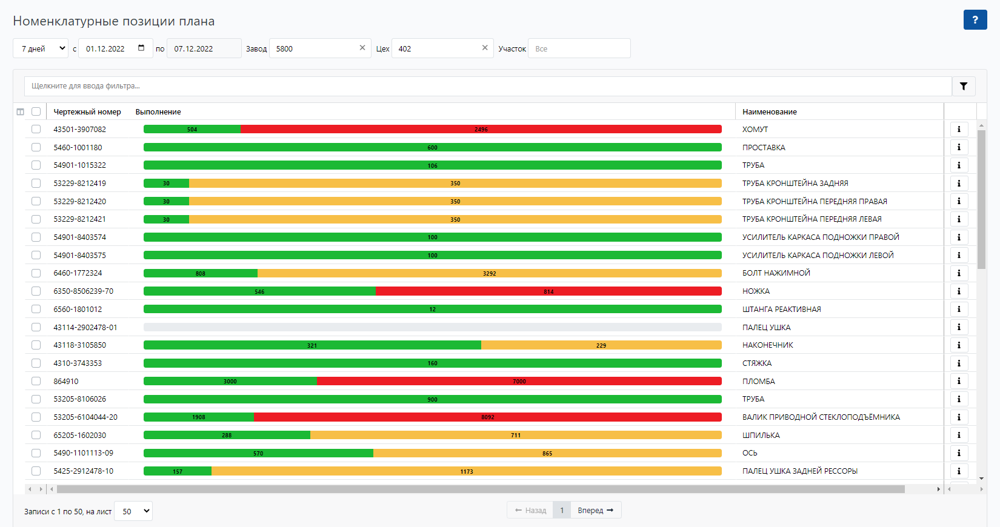 Номенклатурные позиции плана
?
7 дней с 01.12.2022 по 07.12.2022 Завод 5800 Цех 402 Участок Все
Щелкните для ввода фильтра...
Чертежный номер Выполнение Наименование
43501-3907082 504 2496 ХОМУТ
5460-1001180 600 ПРОСТАВКА
54901-1015322 106 ТРУБА
53229-8212419 30 350 ТРУБА КРОНШТЕЙНА ЗАДНЯЯ
53229-8212420 30 350 ТРУБА КРОНШТЕЙНА ПЕРЕДНЯЯ ПРАВАЯ
53229-8212421 30 350 ТРУБА КРОНШТЕЙНА ПЕРЕДНЯЯ ЛЕВАЯ
54901-8403574 100 УСИЛИТЕЛЬ КАРКАСА ПОДНОЖКИ ПРАВОЙ
54901-8403575 100 УСИЛИТЕЛЬ КАРКАСА ПОДНОЖКИ ЛЕВОЙ
6460-1772324 808 3292 БОЛТ НАЖИМНОЙ
6350-8506239-70 546 814 НОЖКА
6560-1801012 12 ШТАНГА РЕАКТИВНАЯ
43114-2902478-01 ПАЛЕЦ УШКА
43118-3105850 321 229 НАКОНЕЧНИК
4310-3743353 160 СТЯЖКА
864910 3000 7000 ПЛОМБА
53205-8106026 900 ТРУБА
53205-6104044-20 1908 8092 ВАЛИК ПРИВОДНОЙ СТЕКЛОПОДЪЁМНИКА
65205-1602030 288 711 ШПИЛЬКА
5490-1101113-09 570 865 ОСЬ
5425-2912478-10 157 1173 ПАЛЕЦ УШКА ЗАДНЕЙ РЕССОРЫ
Записи с 1 по 50, на лист 50 ← Назад 1 Вперед →